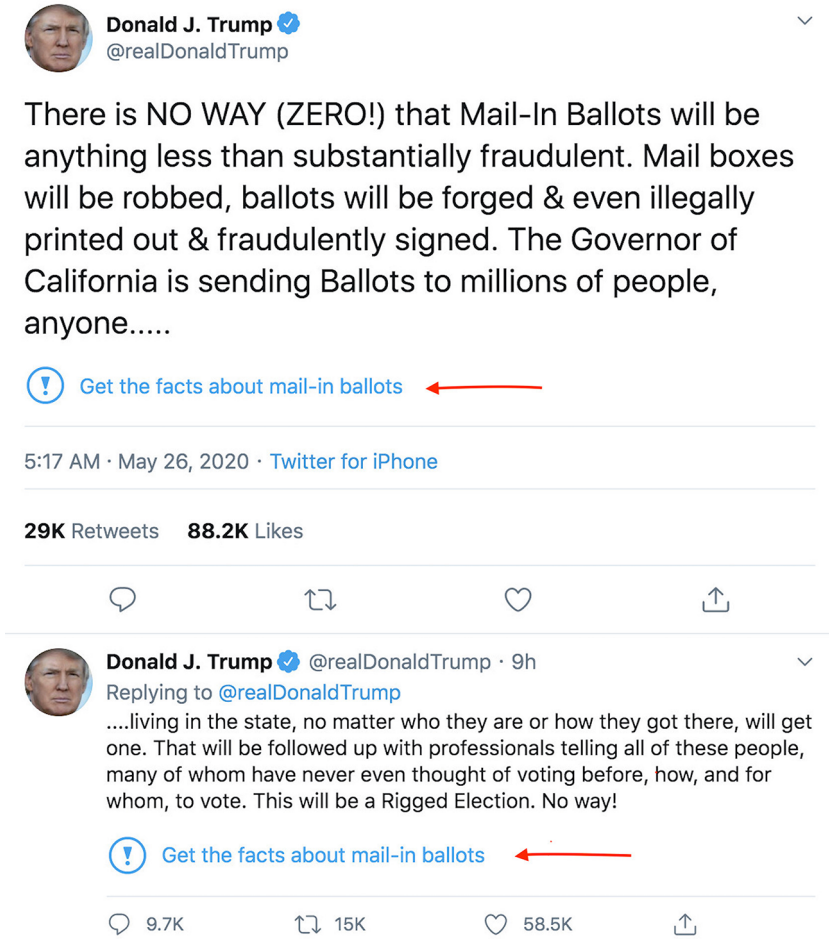 Donald J. Trump
@realDonaldTrump
There is NO WAY (ZERO!) that Mail-In Ballots will be
anything less than substantially fraudulent. Mail boxes
will be robbed, ballots will be forged & even illegally
printed out & fraudulently signed. The Governor of
California is sending Ballots to millions of people,
anyone.....
Get the facts about mail-in ballots
5:17 AM · May 26, 2020 · Twitter for iPhone
29K Retweets 88.2K Likes
Donald J. Trump @realDonaldTrump · 9h
Replying to @realDonaldTrump
....living in the state, no matter who they are or how they got there, will get
one. That will be followed up with professionals telling all of these people,
many of whom have never even thought of voting before, how, and for
whom, to vote. This will be a Rigged Election. No way!
Get the facts about mail-in ballots
9.7K 15K 58.5K